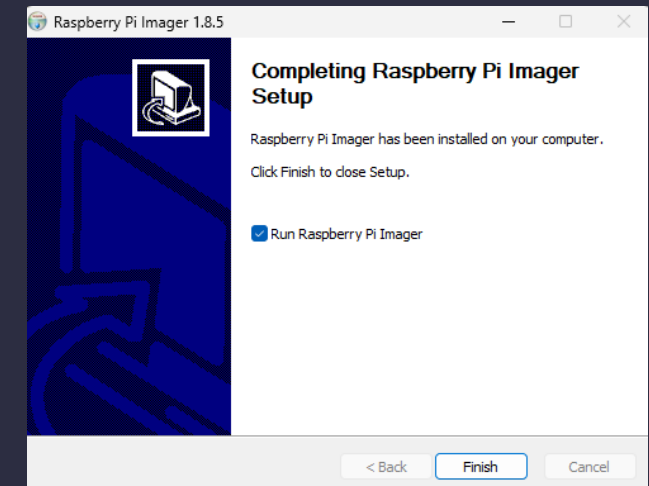 Raspberry Pi Imager 1.8.5
Completing Raspberry Pi Imager
Setup
Raspberry Pi Imager has been installed on your computer.
Click Finish to close Setup.
Run Raspberry Pi Imager
< Back
Finish
Cancel